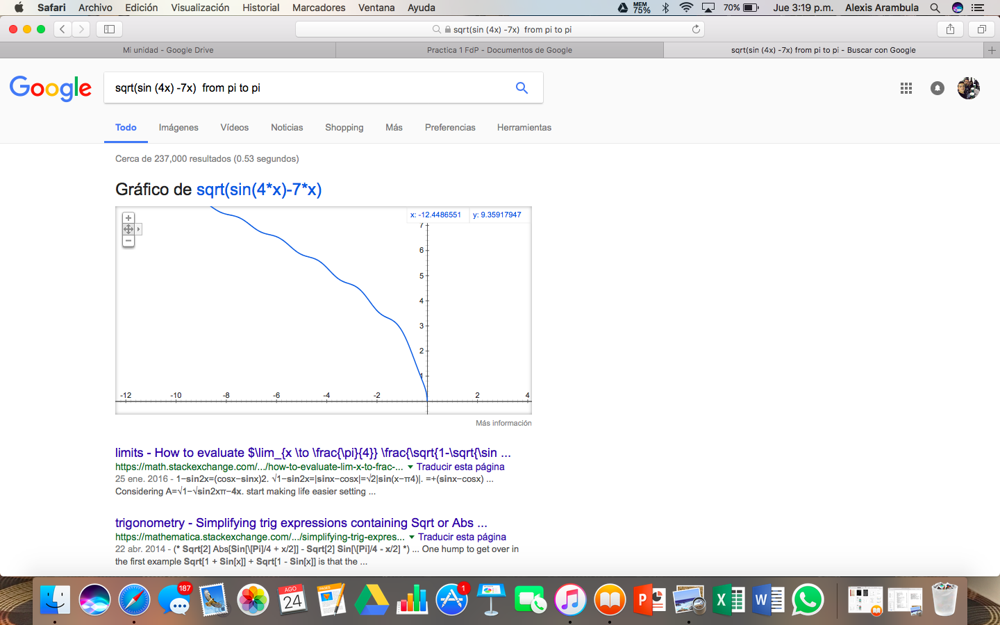 Safari Archivo Edición Visualización Historial Marcadores Ventana Ayuda MEM 75% 70% Jue 3:19 p.m. Alexis Arambula
sqrt(sin (4x) -7x) from pi to pi
Mi unidad - Google Drive Practica 1 FdP - Documentos de Google sqrt(sin (4x) -7x) from pi to pi - Buscar con Google
Google sqrt(sin (4x) -7x) from pi to pi
Todo Imágenes Vídeos Noticias Shopping Más Preferencias Herramientas
Cerca de 237,000 resultados (0.53 segundos)
Gráfico de sqrt(sin(4*x)-7*x)
x: -12.4486551 y: 9.35917947
7
6
5
4
3
2
1
-12 -10 -8 -6 -4 -2 2 4
Más información
limits - How to evaluate $\lim_{x \to \frac{\pi}{4}} \frac{\sqrt{1-\sqrt{\sin ...
https://math.stackexchange.com/.../how-to-evaluate-lim-x-to-frac-... Traducir esta página
25 ene. 2016 - 1−sin2x=(cosx−sinx)2. √1−sin2x=|sinx−cosx|=√2|sin(x−π4)|. =+(sinx−cosx) ...
Considering A=√1−√sin2xπ−4x. start making life easier setting ...
trigonometry - Simplifying trig expressions containing Sqrt or Abs ...
https://mathematica.stackexchange.com/.../simplifying-trig-expres... Traducir esta página
22 abr. 2014 - (* Sqrt[2] Abs[Sin[\[Pi]/4 + x/2]] - Sqrt[2] Sin[\[Pi]/4 - x/2] *) ... One hump to get over in
the first example Sqrt[1 + Sin[x]] + Sqrt[1 - Sin[x]] is that the ...
187 AGO 24 1 P X W